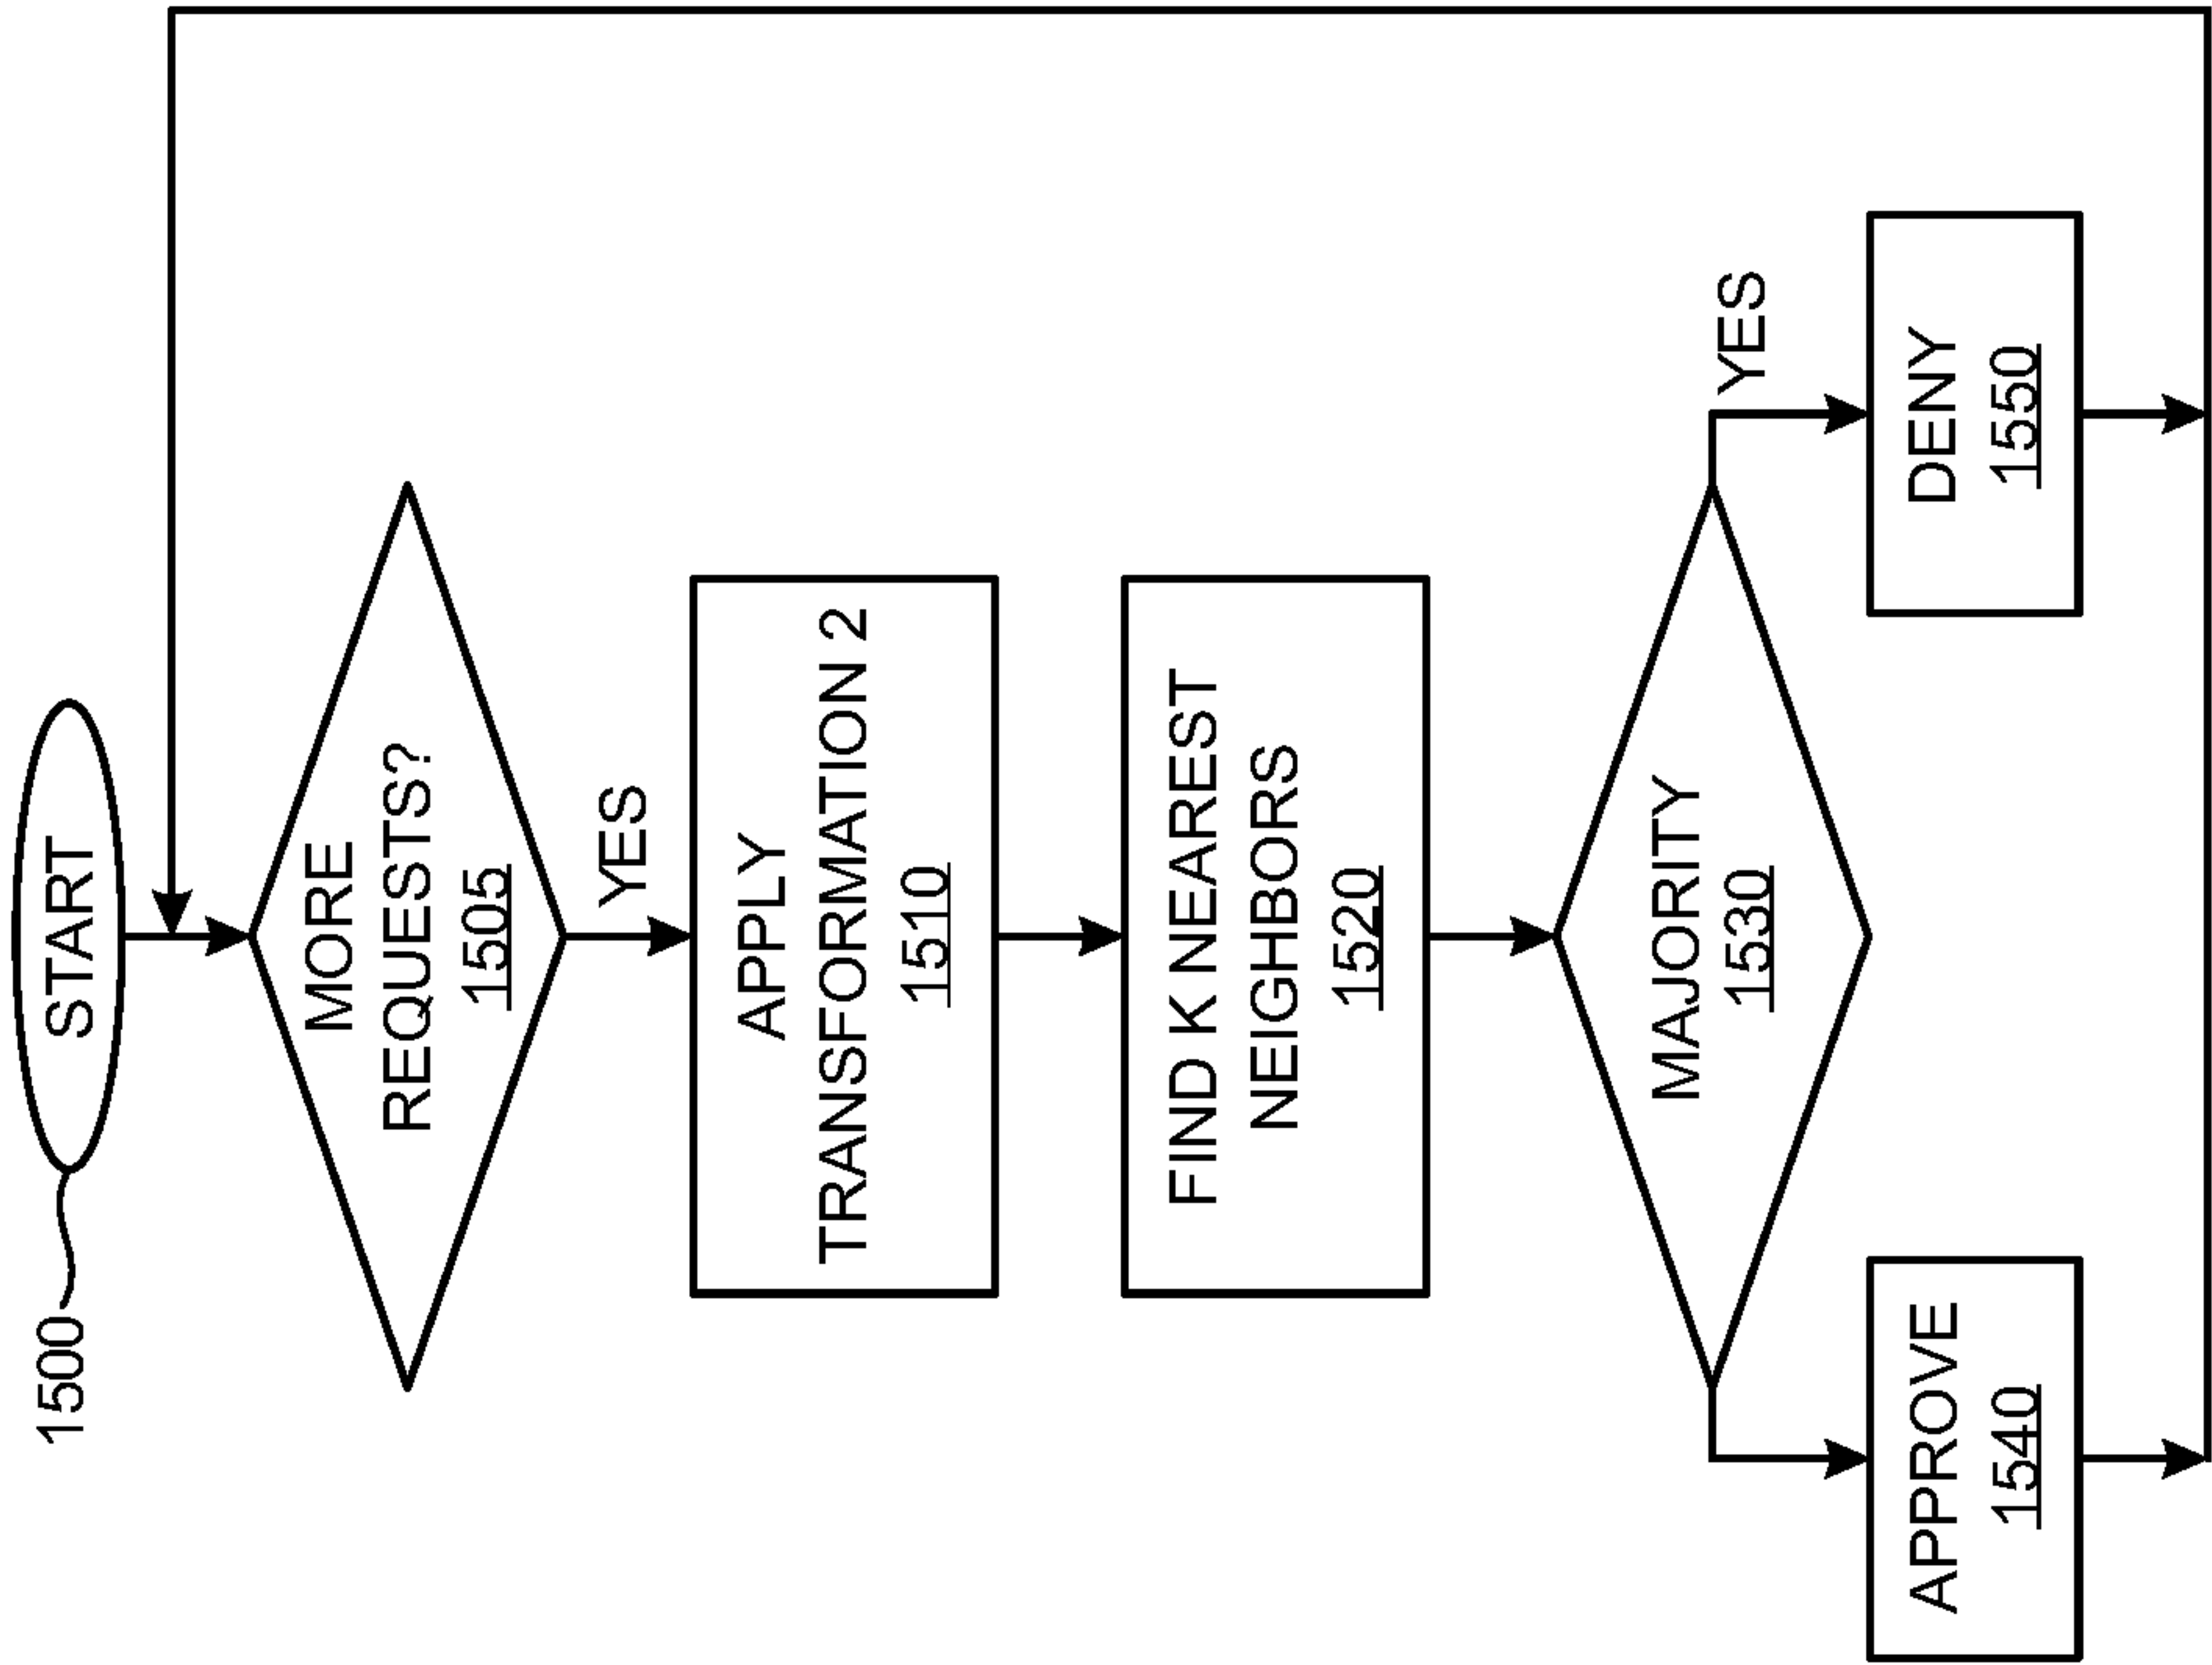 1500
START
MORE
REQUESTS?
1505
YES
APPLY
TRANSFORMATION 2
1510
FIND K NEAREST
NEIGHBORS
1520
MAJORITY
1530
YES
APPROVE
1540
DENY
1550